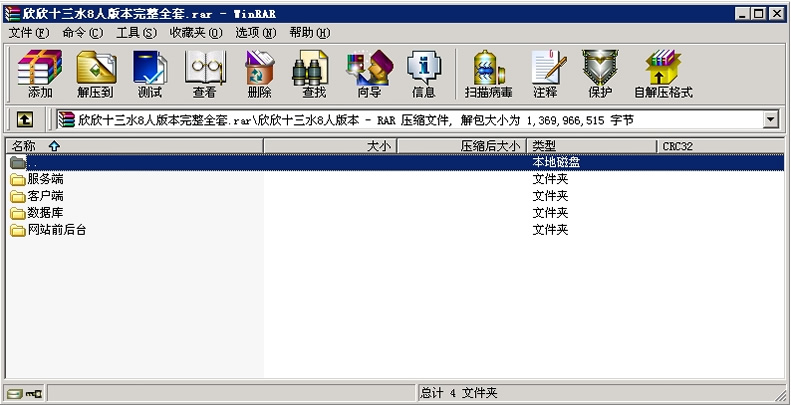 欣欣十三水8人版本完整全套.rar - WinRAR
文件(F) 命令(C) 工具(S) 收藏夹(O) 选项(N) 帮助(H)
添加 解压到 测试 查看 删除 查找 向导 信息 扫描病毒 注释 保护 自解压格式
欣欣十三水8人版本完整全套.rar\欣欣十三水8人版本 - RAR 压缩文件, 解包大小为 1,369,966,515 字节
名称 大小 压缩后大小 类型 CRC32
.. 本地磁盘
服务端 文件夹
客户端 文件夹
数据库 文件夹
网站前后台 文件夹
总计 4 文件夹